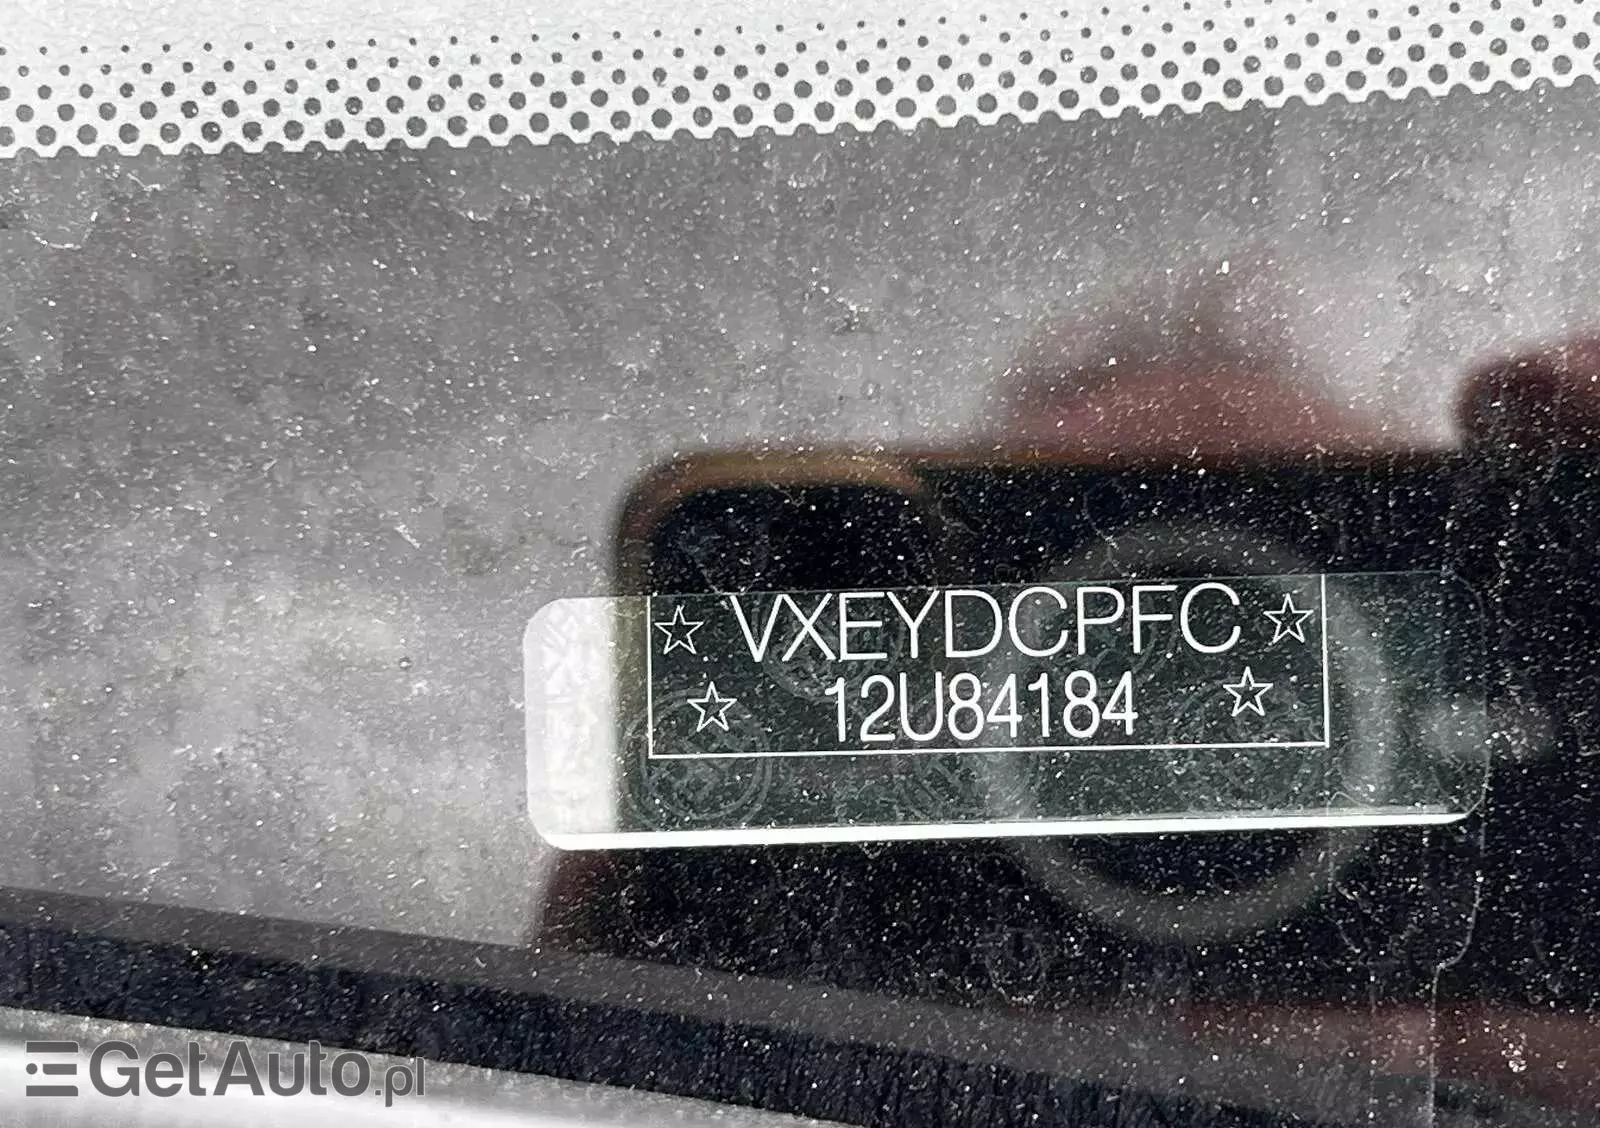 ☆ VXEYDCPFC ☆
☆ 12U84184 ☆
GetAuto.pl